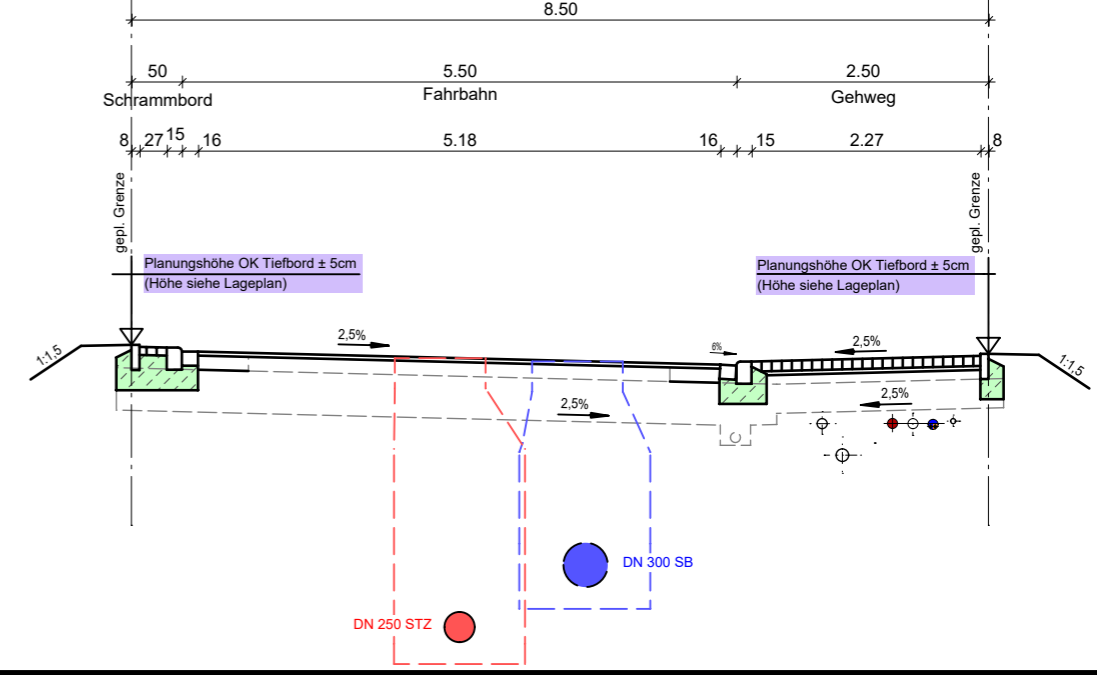 8.50
50 5.50 2.50
Schrammbord Fahrbahn Gehweg
8 27 15 16 5.18 16 15 2.27 8
gepl. Grenze
gepl. Grenze
Planungshöhe OK Tiefbord ± 5cm
(Höhe siehe Lageplan)
Planungshöhe OK Tiefbord ± 5cm
(Höhe siehe Lageplan)
1:1,5
2,5%
6%
2,5%
1:1,5
2,5%
2,5%
DN 300 SB
DN 250 STZ